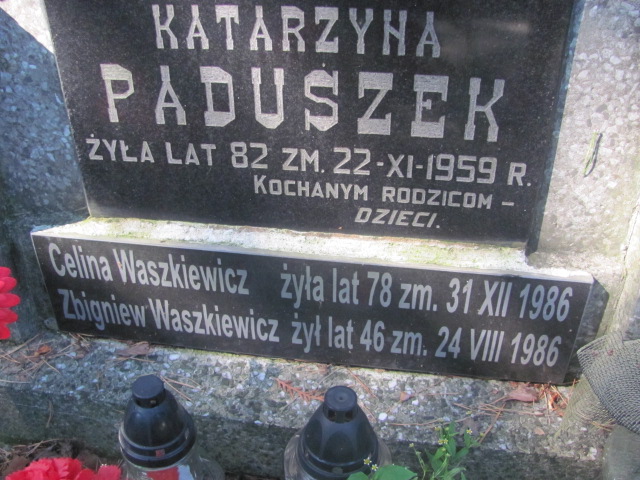 KATARZYNA
PADUSZEK
ŻYŁA LAT 82 ZM. 22-XI-1959 R.
KOCHANYM RODZICOM –
DZIECI.
Celina Waszkiewicz żyła lat 78 zm. 31 XII 1986
Zbigniew Waszkiewicz żył lat 46 zm. 24 VIII 1986